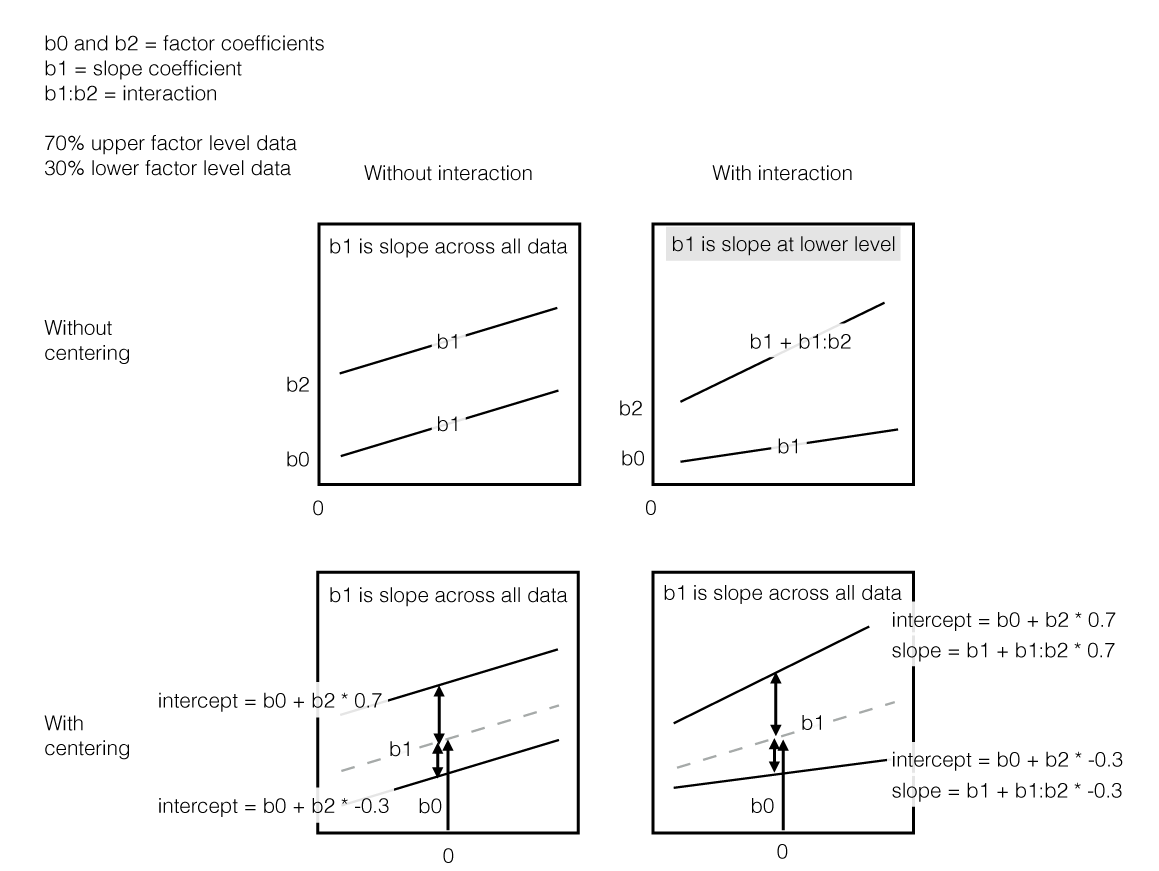 b0 and b2 = factor coefficients
b1 = slope coefficient
b1:b2 = interaction
70% upper factor level data
30% lower factor level data
Without interaction
With interaction
Without
centering
b1 is slope across all data
b1
b1
b2
b0
0
b1 is slope at lower level
b1 + b1:b2
b1
b2
b0
0
With
centering
b1 is slope across all data
intercept = b0 + b2 * 0.7
b1
intercept = b0 + b2 * -0.3
b0
0
b1 is slope across all data
intercept = b0 + b2 * 0.7
slope = b1 + b1:b2 * 0.7
b1
intercept = b0 + b2 * -0.3
slope = b1 + b1:b2 * -0.3
b0
0